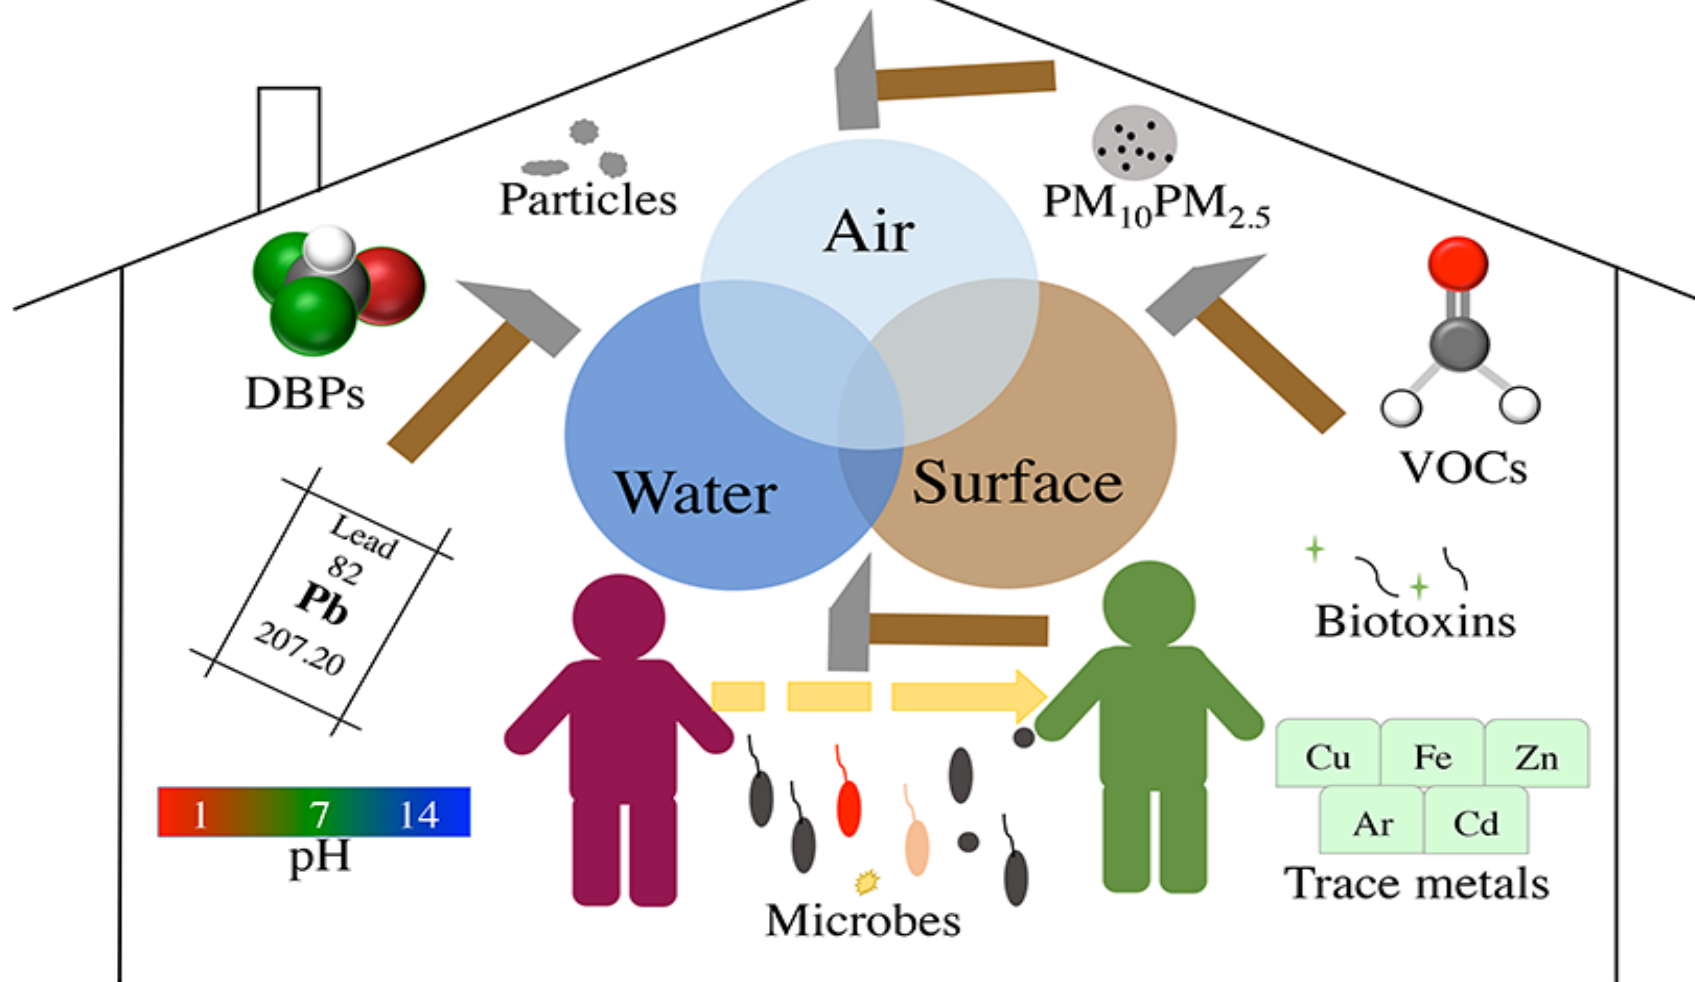 Air
Particles
PM10PM2.5
DBPs
VOCs
Water
Surface
Lead
82
Pb
207.20
Biotoxins
Cu Fe Zn
Ar Cd
Trace metals
1 7 14
pH
Microbes